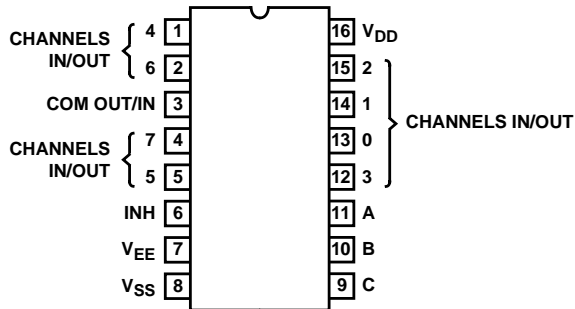 CHANNELS IN/OUT
4 1
6 2
COM OUT/IN 3
CHANNELS IN/OUT
7 4
5 5
INH 6
VEE 7
VSS 8
16 VDD
15 2
14 1
13 0
12 3
CHANNELS IN/OUT
11 A
10 B
9 C